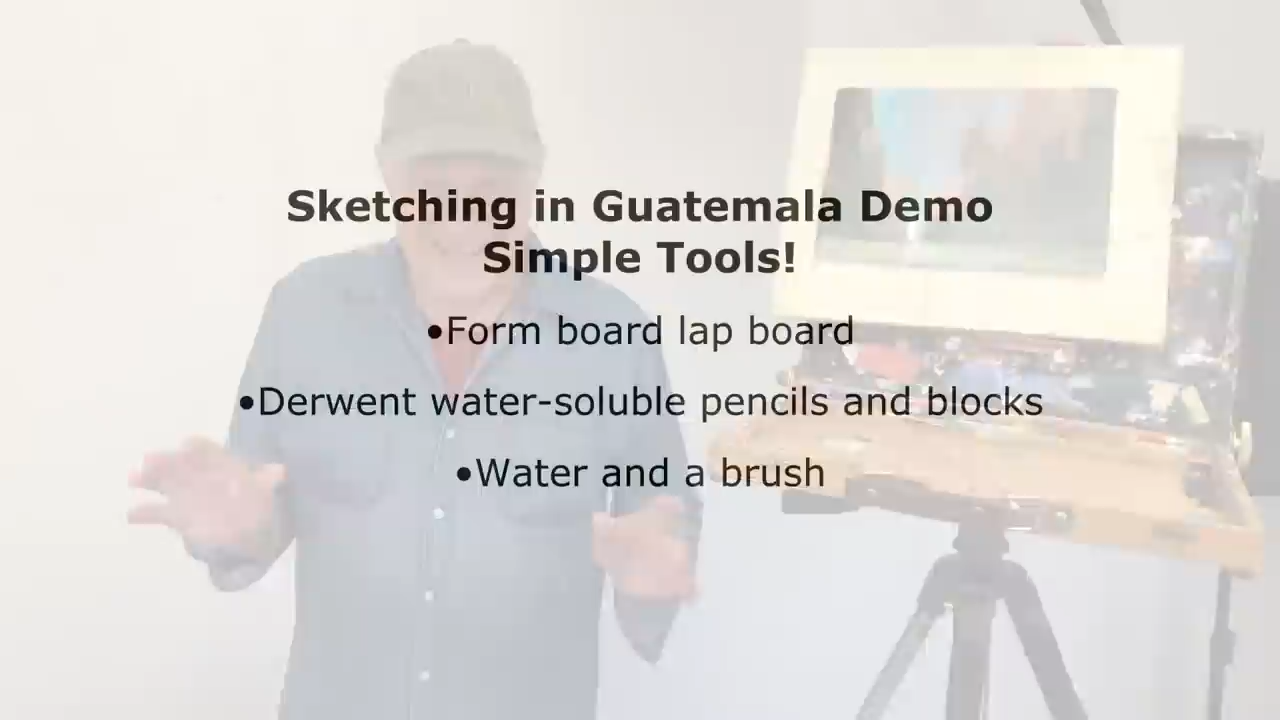 Sketching in Guatemala Demo
Simple Tools!
•Form board lap board
•Derwent water-soluble pencils and blocks
•Water and a brush